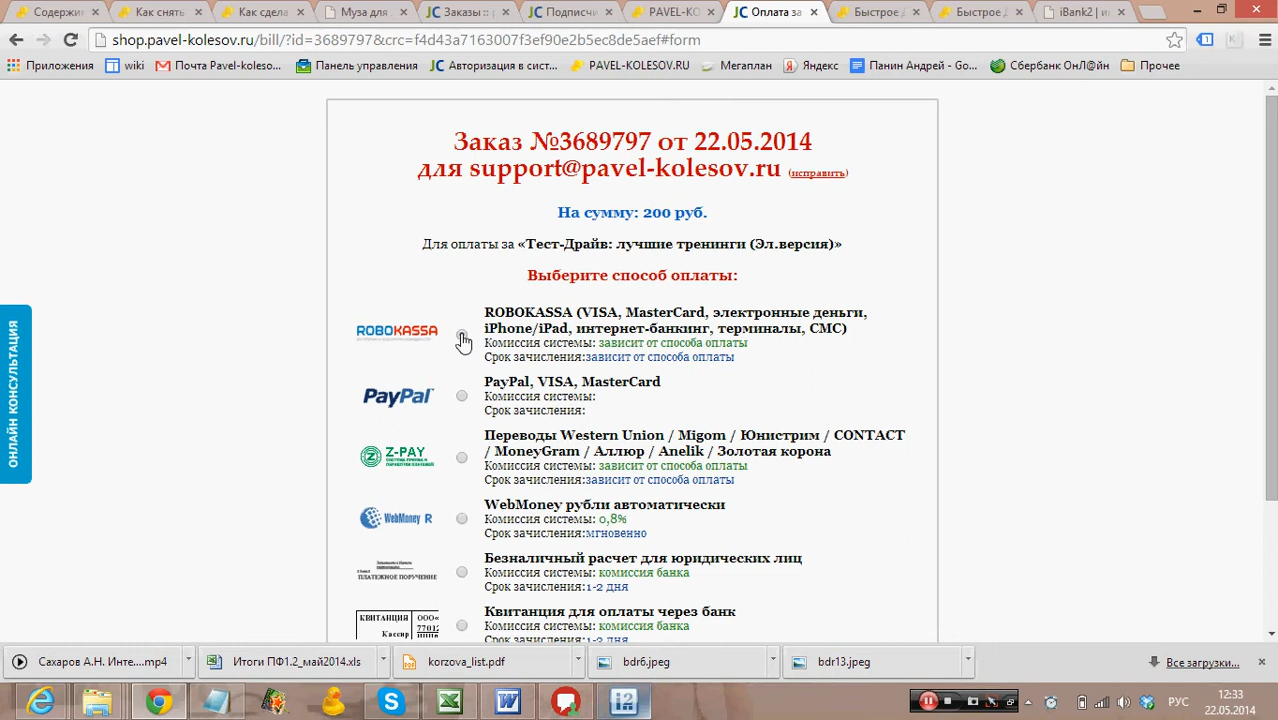 Содержи
Как снять
Как сдела
Муза для
Заказы :: р
Подписчи
PAVEL-KO
Оплата за
Быстрое Д
Быстрое Д
iBank2 | и
shop.pavel-kolesov.ru/bill/?id=3689797&crc=f4d43a7163007f3ef90e2b5ec8de5aef#form
Приложения
wiki
Почта Pavel-koleso...
Панель управления
Авторизация в сист...
PAVEL-KOLESOV.RU
Мегаплан
Яндекс
Панин Андрей - Go...
Сбербанк ОнЛ@йн
Прочее
Заказ №3689797 от 22.05.2014
для support@pavel-kolesov.ru (исправить)
На сумму: 200 руб.
Для оплаты за «Тест-Драйв: лучшие тренинги (Эл.версия)»
Выберите способ оплаты:
ROBOKASSA
ROBOKASSA (VISA, MasterCard, электронные деньги,
iPhone/iPad, интернет-банкинг, терминалы, СМС)
Комиссия системы: зависит от способа оплаты
Срок зачисления:зависит от способа оплаты
PayPal
PayPal, VISA, MasterCard
Комиссия системы:
Срок зачисления:
Z-PAY
Переводы Western Union / Migom / Юнистрим / CONTACT
/ MoneyGram / Аллюр / Anelik / Золотая корона
Комиссия системы: зависит от способа оплаты
Срок зачисления:зависит от способа оплаты
WebMoney R
WebMoney рубли автоматически
Комиссия системы: 0,8%
Срок зачисления:мгновенно
ПЛАТЕЖНОЕ ПОРУЧЕНИЕ
Безналичный расчет для юридических лиц
Комиссия системы: комиссия банка
Срок зачисления:1-2 дня
КВИТАНЦИЯ
ООО«
Кассир
Квитанция для оплаты через банк
Комиссия системы: комиссия банка
Срок зачисления:1-2 дня
ОНЛАЙН КОНСУЛЬТАЦИЯ
Сахаров А.Н. Инте....mp4
Итоги ПФ1.2_май2014.xls
korzova_list.pdf
bdr6.jpeg
bdr13.jpeg
Все загрузки...
РУС
12:33
22.05.2014